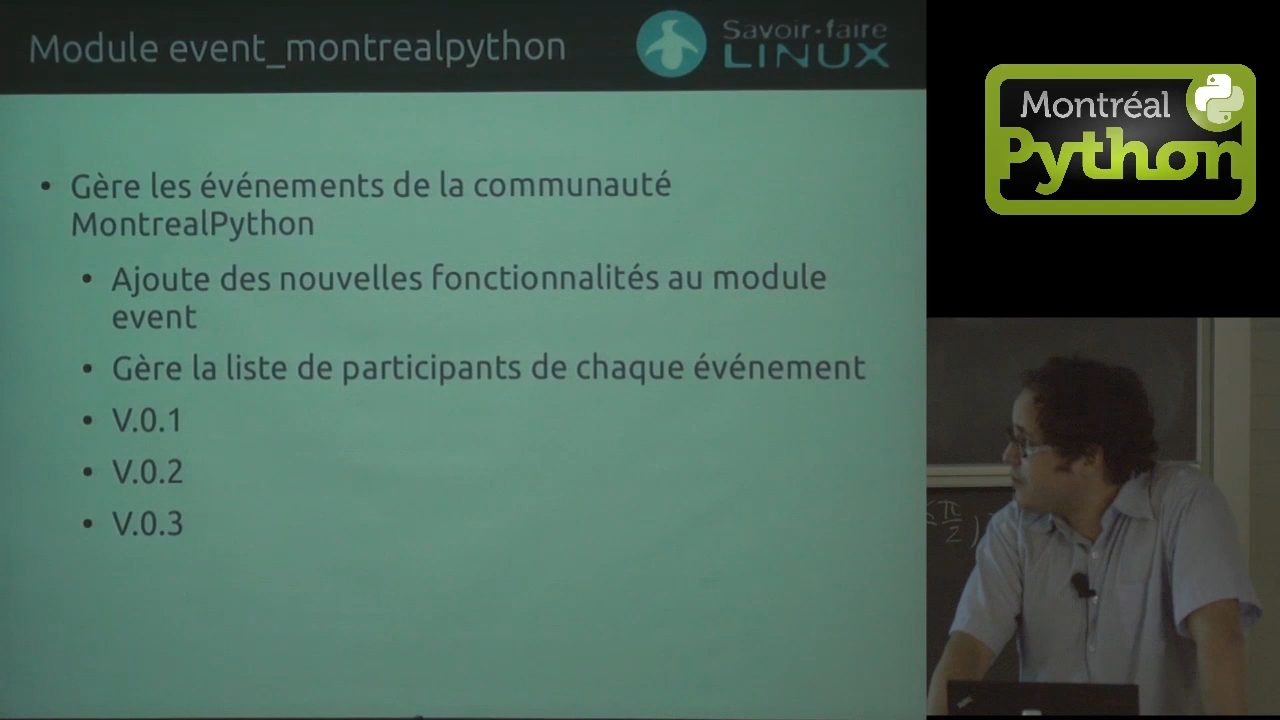 Module event_montrealpython
Savoir-faire
LINUX
• Gère les événements de la communauté
MontrealPython
• Ajoute des nouvelles fonctionnalités au module
event
• Gère la liste de participants de chaque événement
• V.0.1
• V.0.2
• V.0.3
Montréal
Python
π
2 )